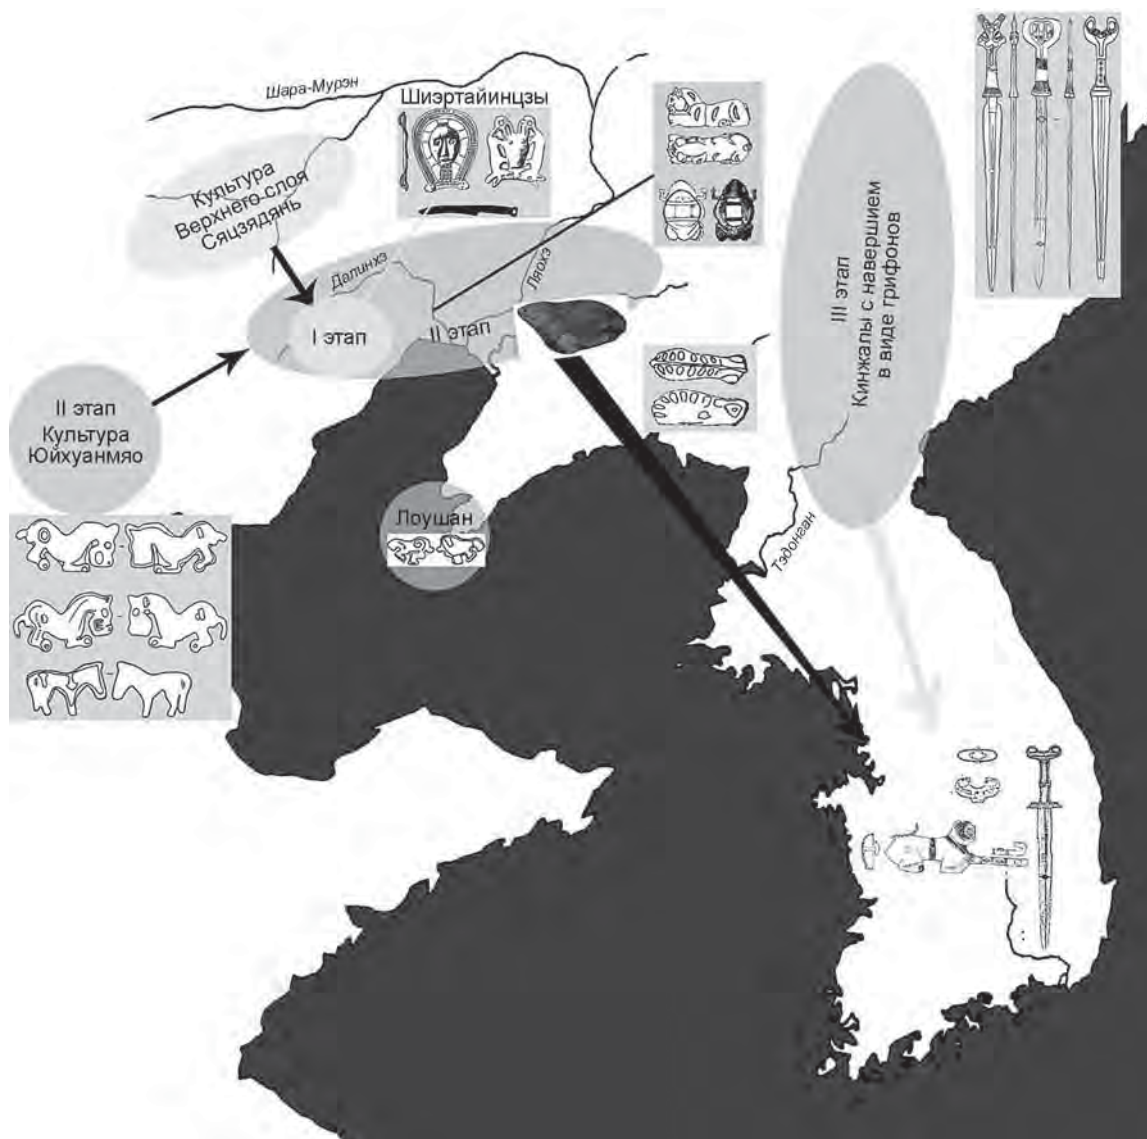 Шара-Мурэн
Шиэртайинцзы
Культура
Верхнего слоя
Сяцзядянь
Далинхэ
Ляохэ
I этап
II этап
II этап
Культура
Юйхуанмяо
Лоушан
III этап
Кинжалы с навершием
в виде грифонов
Тэдонган